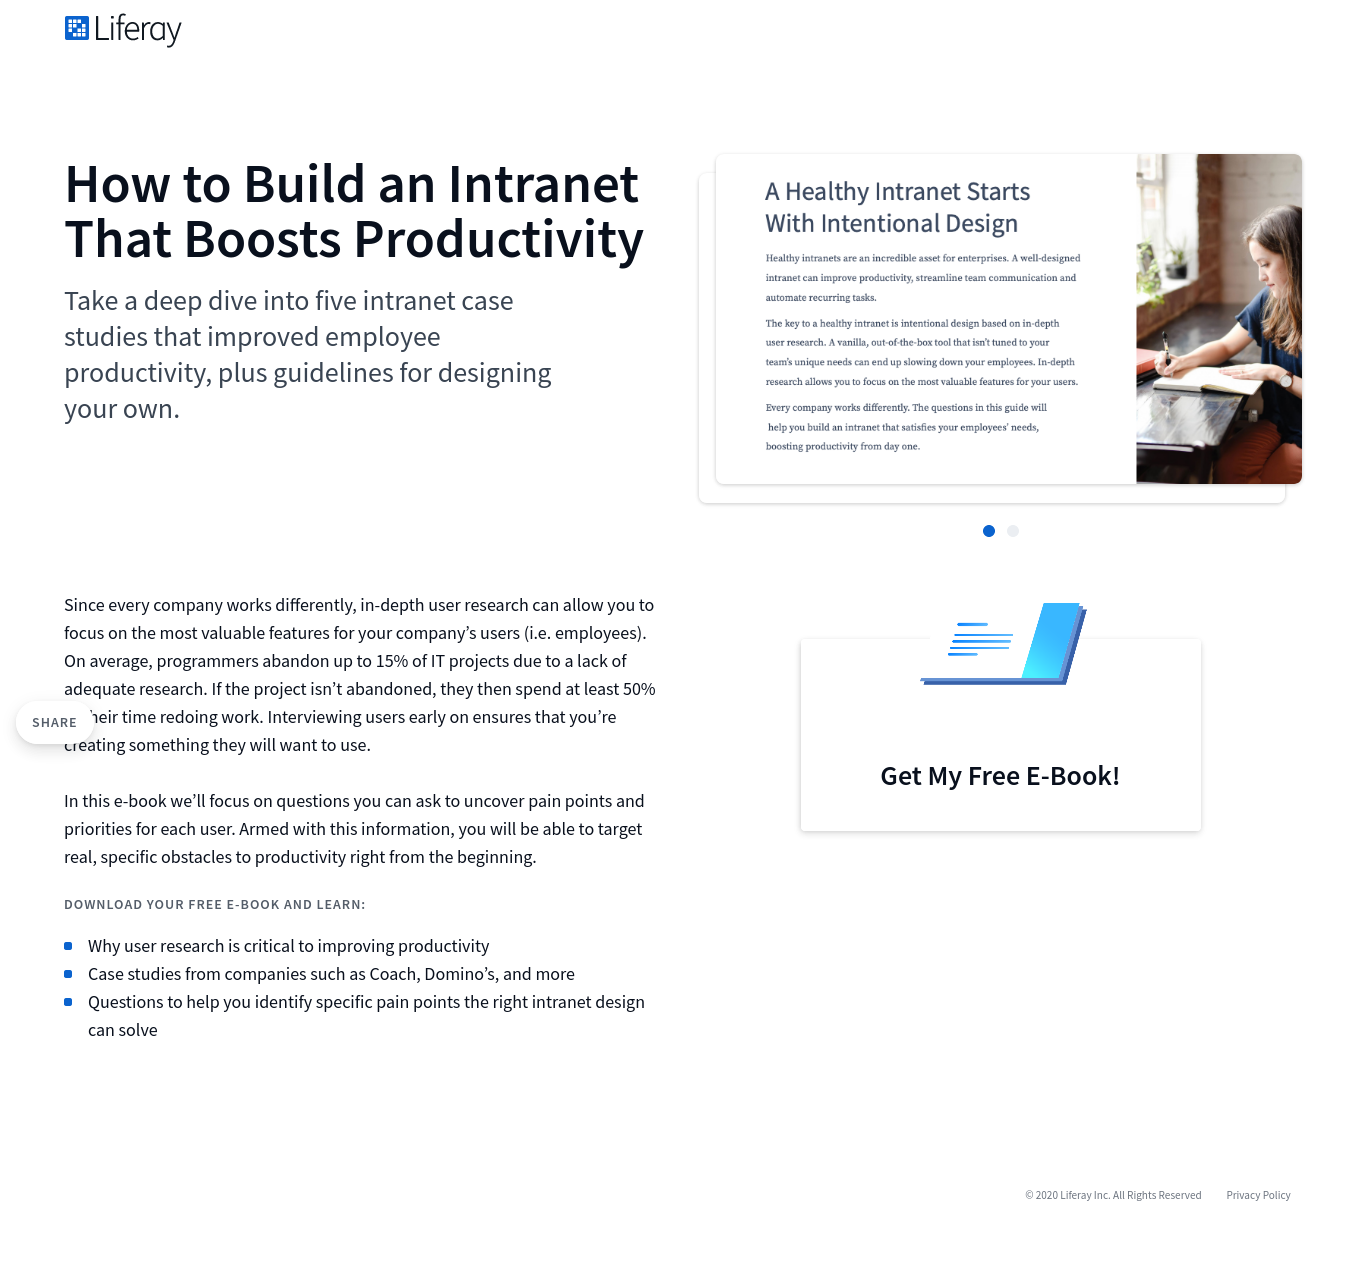 Liferay
How to Build an Intranet
That Boosts Productivity
Take a deep dive into five intranet case
studies that improved employee
productivity, plus guidelines for designing
your own.
A Healthy Intranet Starts
With Intentional Design
Healthy intranets are an incredible asset for enterprises. A well-designed
intranet can improve productivity, streamline team communication and
automate recurring tasks.
The key to a healthy intranet is intentional design based on in-depth
user research. A vanilla, out-of-the-box tool that isn't tuned to your
team's unique needs can end up slowing down your employees. In-depth
research allows you to focus on the most valuable features for your users.
Every company works differently. The questions in this guide will
help you build an intranet that satisfies your employees' needs,
boosting productivity from day one.
Since every company works differently, in-depth user research can allow you to
focus on the most valuable features for your company’s users (i.e. employees).
On average, programmers abandon up to 15% of IT projects due to a lack of
adequate research. If the project isn’t abandoned, they then spend at least 50%
their time redoing work. Interviewing users early on ensures that you’re
creating something they will want to use.
SHARE
In this e-book we’ll focus on questions you can ask to uncover pain points and
priorities for each user. Armed with this information, you will be able to target
real, specific obstacles to productivity right from the beginning.
DOWNLOAD YOUR FREE E-BOOK AND LEARN:
Why user research is critical to improving productivity
Case studies from companies such as Coach, Domino’s, and more
Questions to help you identify specific pain points the right intranet design
can solve
Get My Free E-Book!
© 2020 Liferay Inc. All Rights Reserved
Privacy Policy